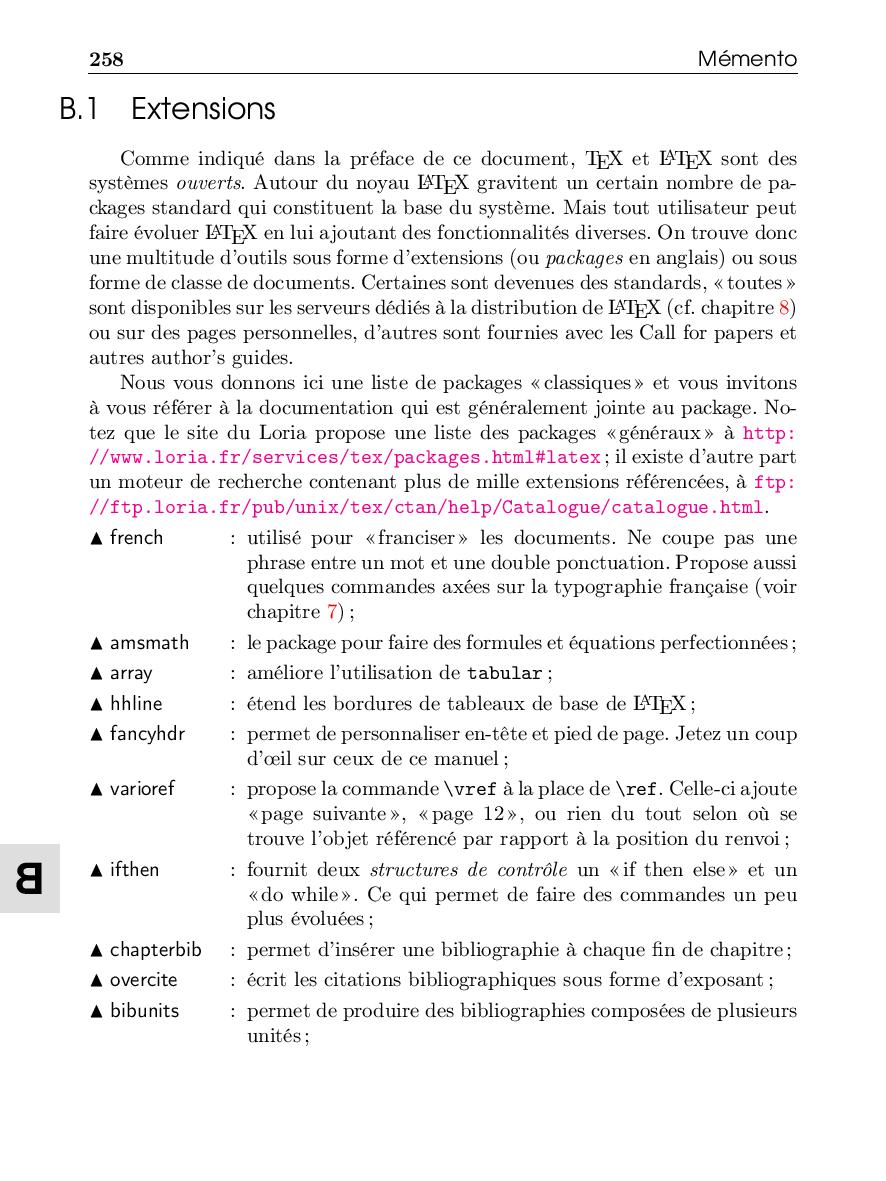 258 Mémento
B.1 Extensions
Comme indiqué dans la préface de ce document, TEX et LATEX sont des
systèmes ouverts. Autour du noyau LATEX gravitent un certain nombre de pa-
ckages standard qui constituent la base du système. Mais tout utilisateur peut
faire évoluer LATEX en lui ajoutant des fonctionnalités diverses. On trouve donc
une multitude d'outils sous forme d'extensions (ou packages en anglais) ou sous
forme de classe de documents. Certaines sont devenues des standards, « toutes »
sont disponibles sur les serveurs dédiés à la distribution de LATEX (cf. chapitre 8)
ou sur des pages personnelles, d'autres sont fournies avec les Call for papers et
autres author's guides.
Nous vous donnons ici une liste de packages « classiques » et vous invitons
à vous référer à la documentation qui est généralement jointe au package. No-
tez que le site du Loria propose une liste des packages « généraux » à http:
//www.loria.fr/services/tex/packages.html#latex ; il existe d'autre part
un moteur de recherche contenant plus de mille extensions référencées, à ftp:
//ftp.loria.fr/pub/unix/tex/ctan/help/Catalogue/catalogue.html.
▲ french : utilisé pour « franciser » les documents. Ne coupe pas une
phrase entre un mot et une double ponctuation. Propose aussi
quelques commandes axées sur la typographie française (voir
chapitre 7) ;
▲ amsmath : le package pour faire des formules et équations perfectionnées ;
▲ array : améliore l'utilisation de tabular ;
▲ hhline : étend les bordures de tableaux de base de LATEX ;
▲ fancyhdr : permet de personnaliser en-tête et pied de page. Jetez un coup
d'œil sur ceux de ce manuel ;
▲ varioref : propose la commande \vref à la place de \ref. Celle-ci ajoute
« page suivante », « page 12 », ou rien du tout selon où se
trouve l'objet référencé par rapport à la position du renvoi ;
▲ ifthen : fournit deux structures de contrôle un « if then else » et un
« do while ». Ce qui permet de faire des commandes un peu
plus évoluées ;
B
▲ chapterbib : permet d'insérer une bibliographie à chaque fin de chapitre ;
▲ overcite : écrit les citations bibliographiques sous forme d'exposant ;
▲ bibunits : permet de produire des bibliographies composées de plusieurs
unités ;